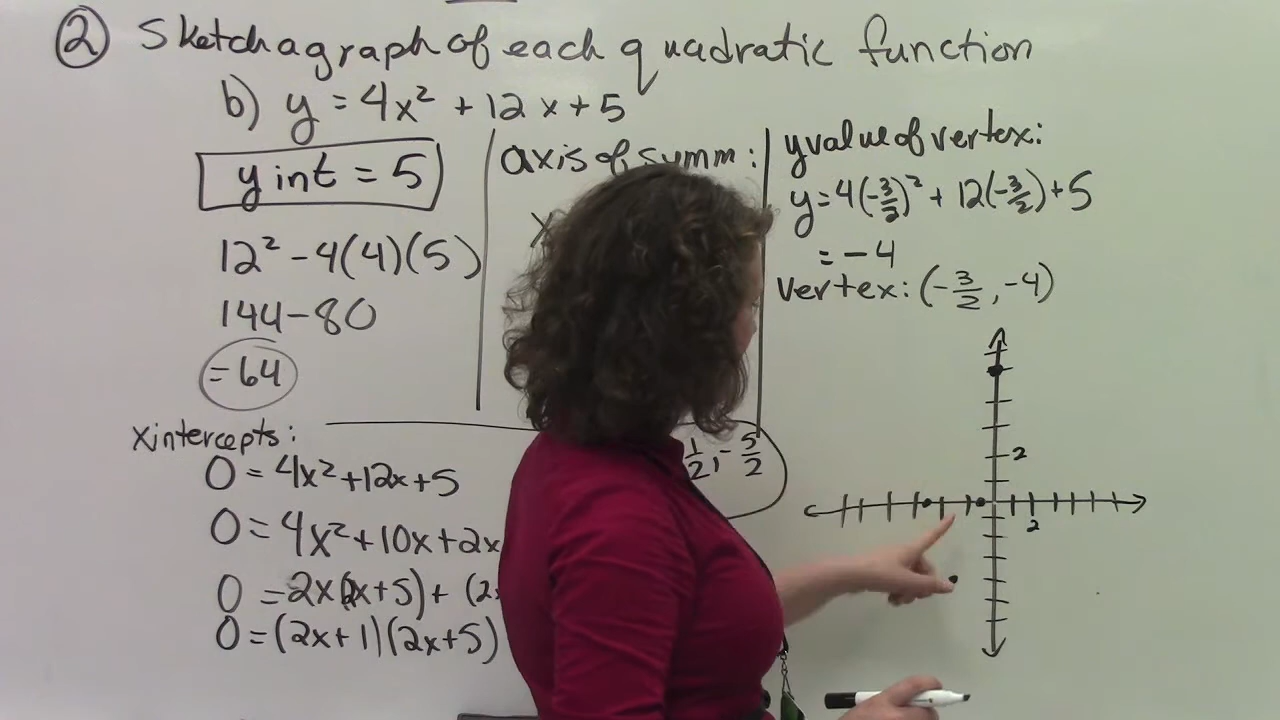 ② Sketch a graph of each quadratic function
b) y = 4x² + 12x + 5
y int = 5
12² - 4(4)(5)
144 - 80
= 64
axis of symm:
x
y value of vertex:
y = 4(-3/2)² + 12(-3/2) + 5
= -4
vertex: (-3/2, -4)
x intercepts:
0 = 4x² + 12x + 5
0 = 4x² + 10x + 2x
0 = 2x(2x+5) + (2
0 = (2x+1)(2x+5)
1/2, -5/2
2
2